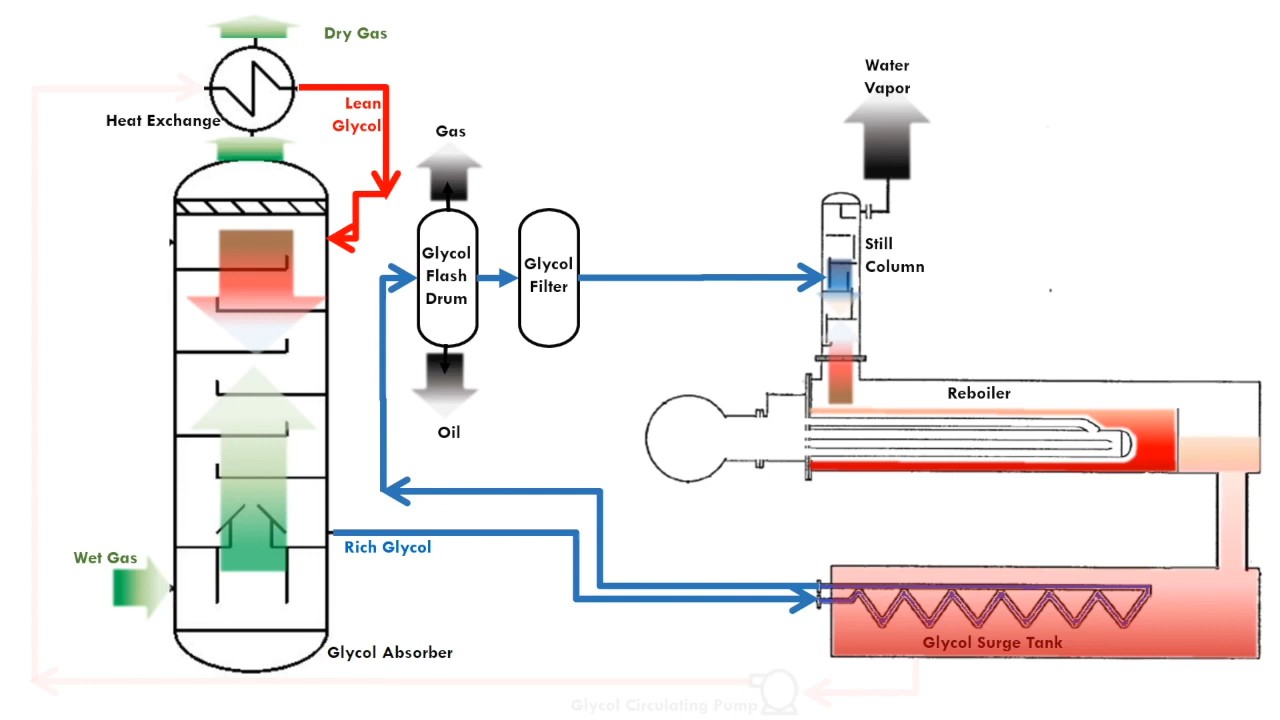 Dry Gas
Water
Vapor
Lean
Glycol
Heat Exchange
Gas
Still
Column
Glycol
Flash
Drum
Glycol
Filter
Reboiler
Oil
Rich Glycol
Wet Gas
Glycol Surge Tank
Glycol Absorber
Glycol Circulating Pump